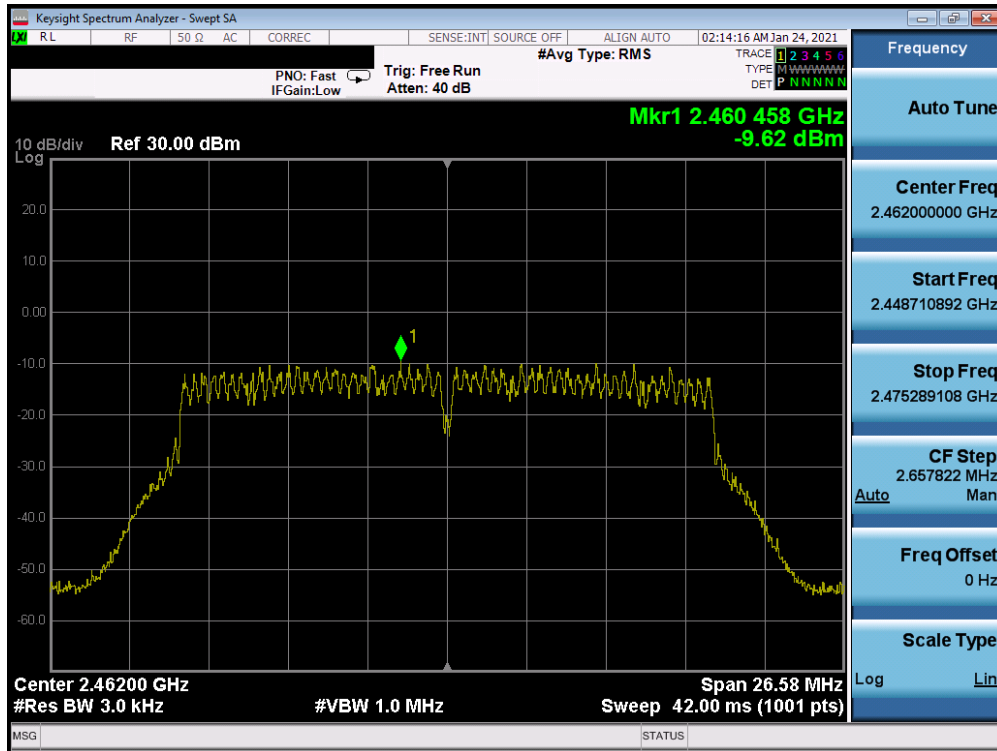 Keysight Spectrum Analyzer - Swept SA
LXI RL RF 50 Ω AC CORREC SENSE:INT SOURCE OFF ALIGN AUTO 02:14:16 AM Jan 24, 2021
#Avg Type: RMS
TRACE 1 2 3 4 5 6
TYPE M W W W W W
DET P N N N N N
PNO: Fast
IFGain:Low
Trig: Free Run
Atten: 40 dB
Mkr1 2.460 458 GHz
-9.62 dBm
10 dB/div
Log
Ref 30.00 dBm
20.0
10.0
0.00
-10.0
-20.0
-30.0
-40.0
-50.0
-60.0
1
Center 2.46200 GHz
#Res BW 3.0 kHz
#VBW 1.0 MHz
Span 26.58 MHz
Sweep 42.00 ms (1001 pts)
MSG
STATUS
Frequency
Auto Tune
Center Freq
2.462000000 GHz
Start Freq
2.448710892 GHz
Stop Freq
2.475289108 GHz
CF Step
2.657822 MHz
Auto Man
Freq Offset
0 Hz
Scale Type
Log Lin